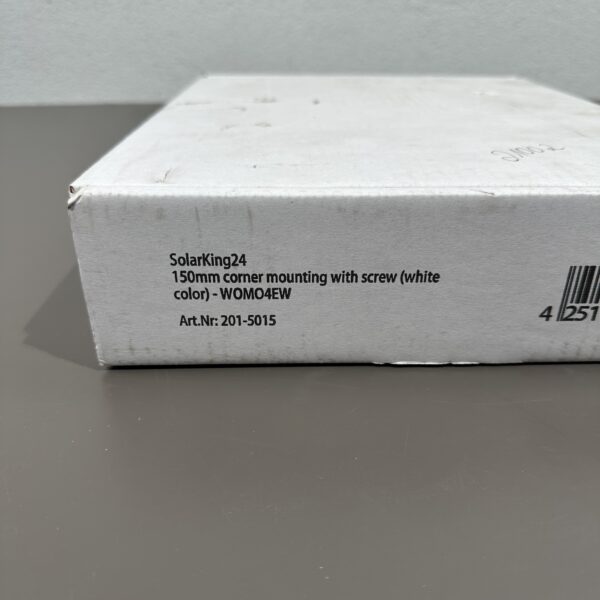 SolarKing24
150mm corner mounting with screw (white
color) - WOMO4EW
Art.Nr: 201-5015
4 251